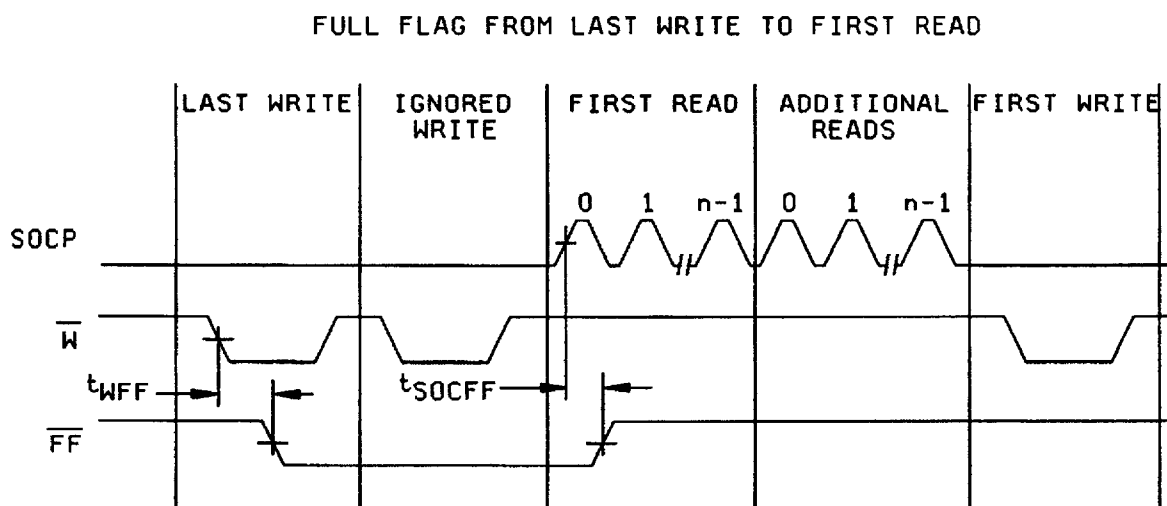 FULL FLAG FROM LAST WRITE TO FIRST READ
LAST WRITE
IGNORED
WRITE
FIRST READ
ADDITIONAL
READS
FIRST WRITE
0 1 n-1 0 1 n-1
SOCP
W
tWFF
tSOCFF
FF